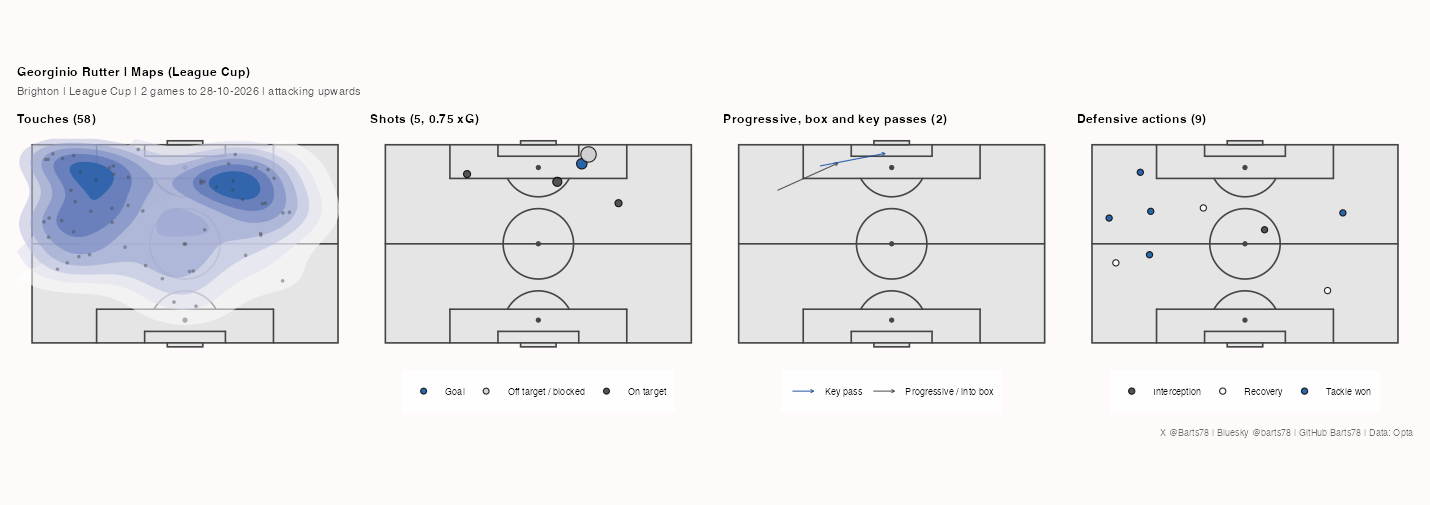 Georginio Rutter | Maps (League Cup)
Brighton | League Cup | 2 games to 28-10-2026 | attacking upwards
Touches (58)
Shots (5, 0.75 xG)
Progressive, box and key passes (2)
Defensive actions (9)
Goal
Off target / blocked
On target
Key pass
Progressive / into box
Interception
Recovery
Tackle won
X @Barts78 | Bluesky @barts78 | GitHub Barts78 | Data: Opta